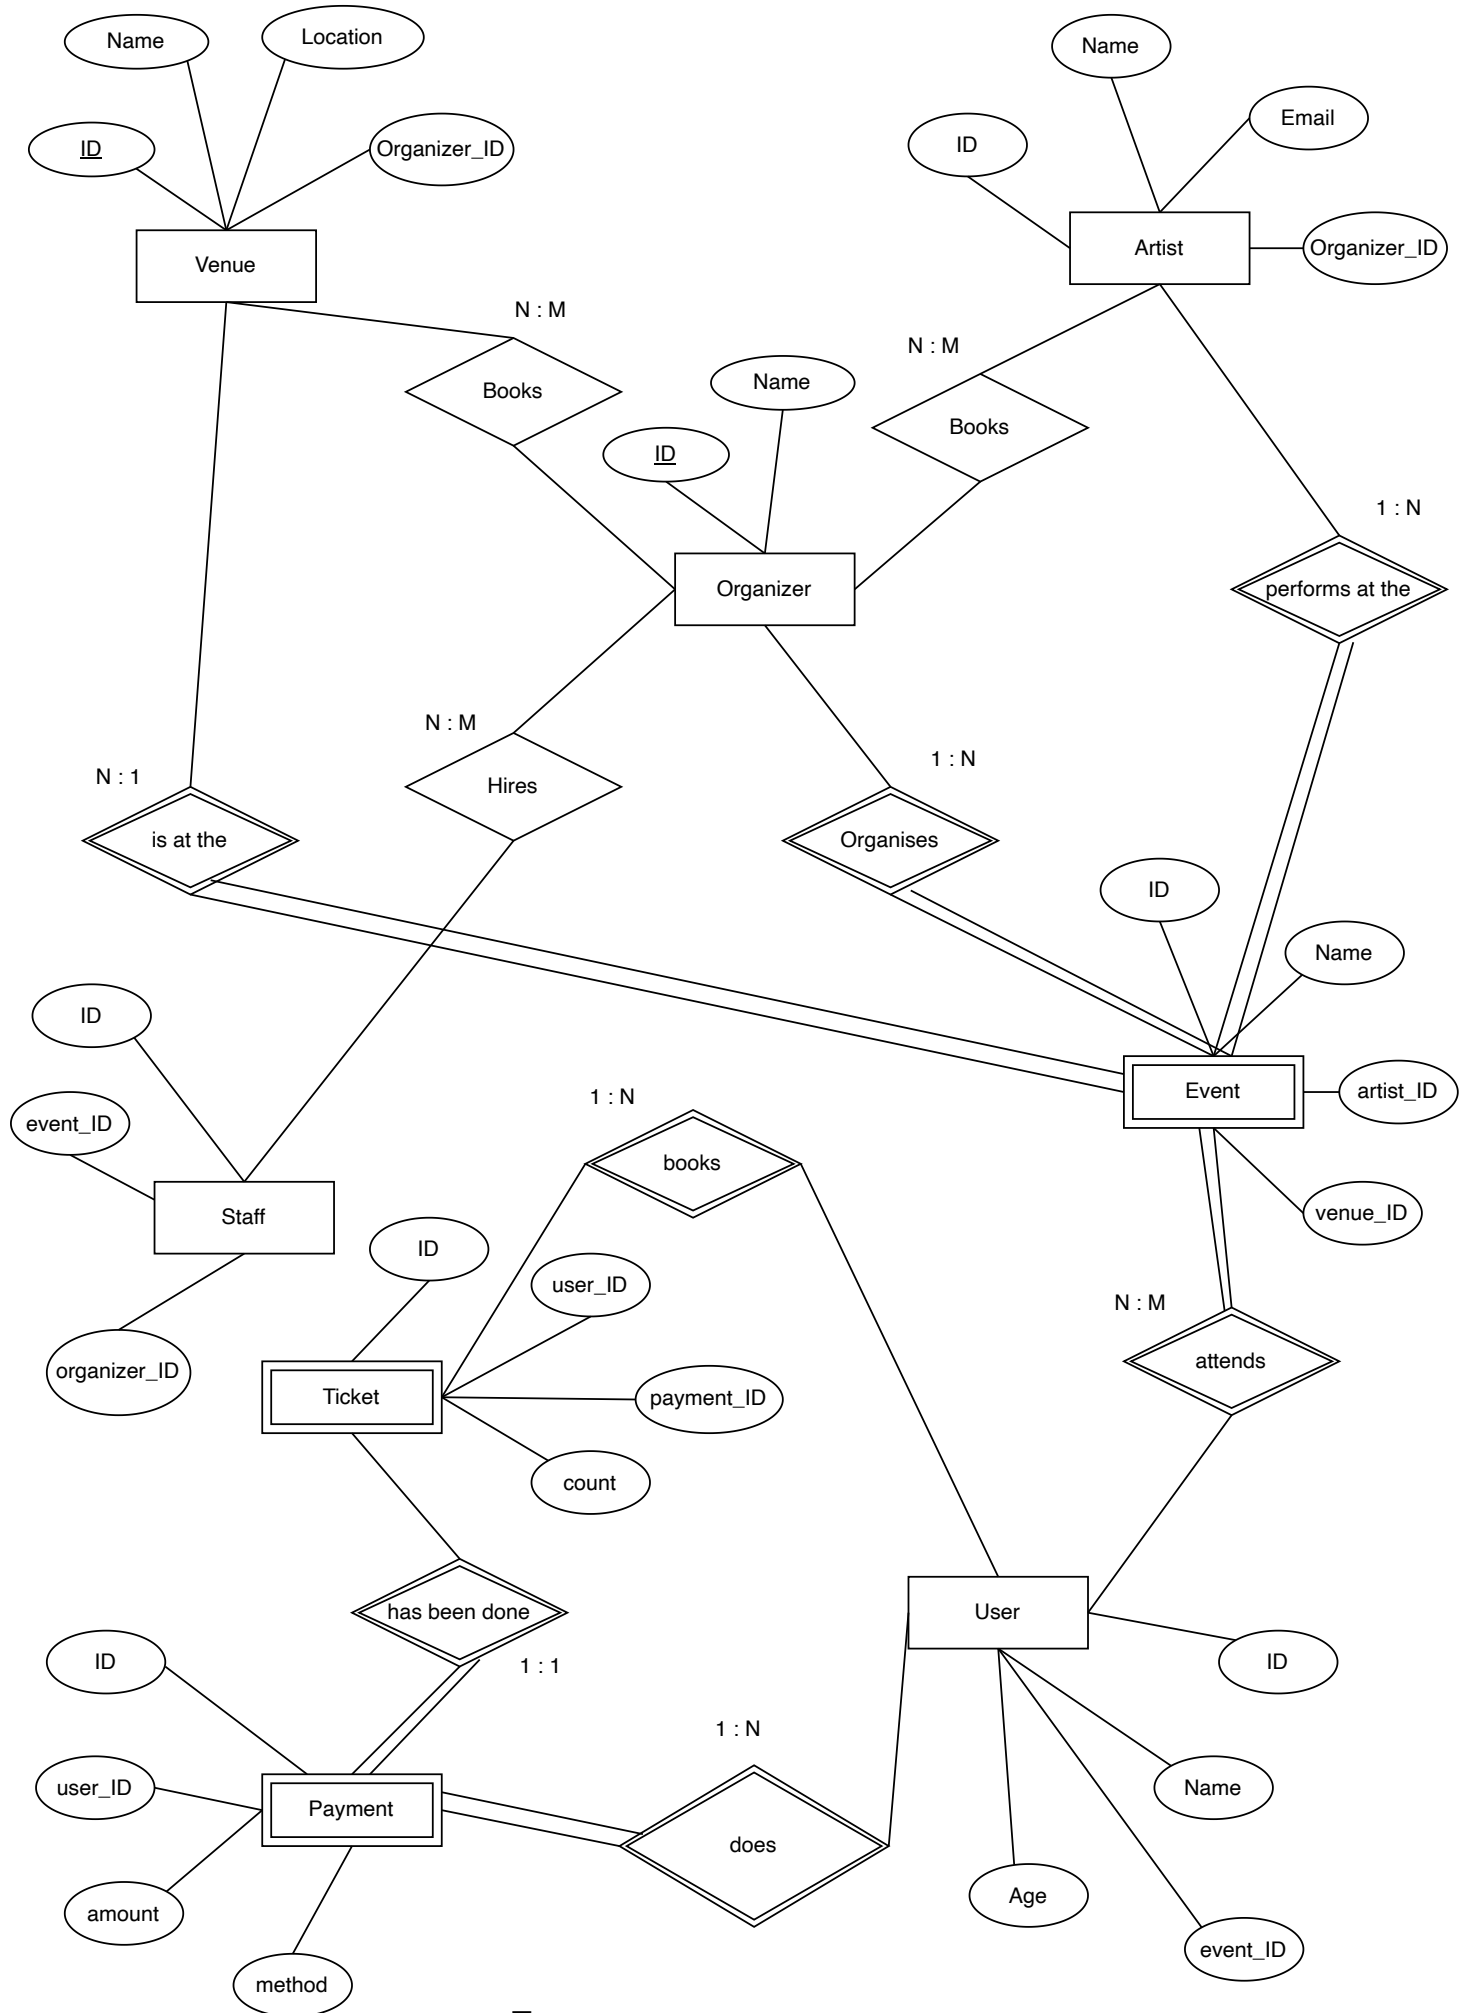 Name
Location
Name
Email
ID
ID
Organizer_ID
Venue
Artist
Organizer_ID
N : M
N : M
Books
Name
Books
ID
1 : N
Organizer
performs at the
N : M
1 : N
N : 1
Hires
is at the
Organises
ID
Name
ID
event_ID
1 : N
Event
artist_ID
books
Staff
venue_ID
ID
user_ID
N : M
organizer_ID
Ticket
payment_ID
attends
count
has been done
User
ID
1 : 1
ID
1 : N
user_ID
Payment
does
Name
amount
Age
event_ID
method